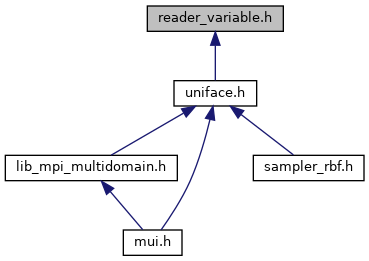 reader_variable.h
uniface.h
lib_mpi_multidomain.h
sampler_rbf.h
mui.h